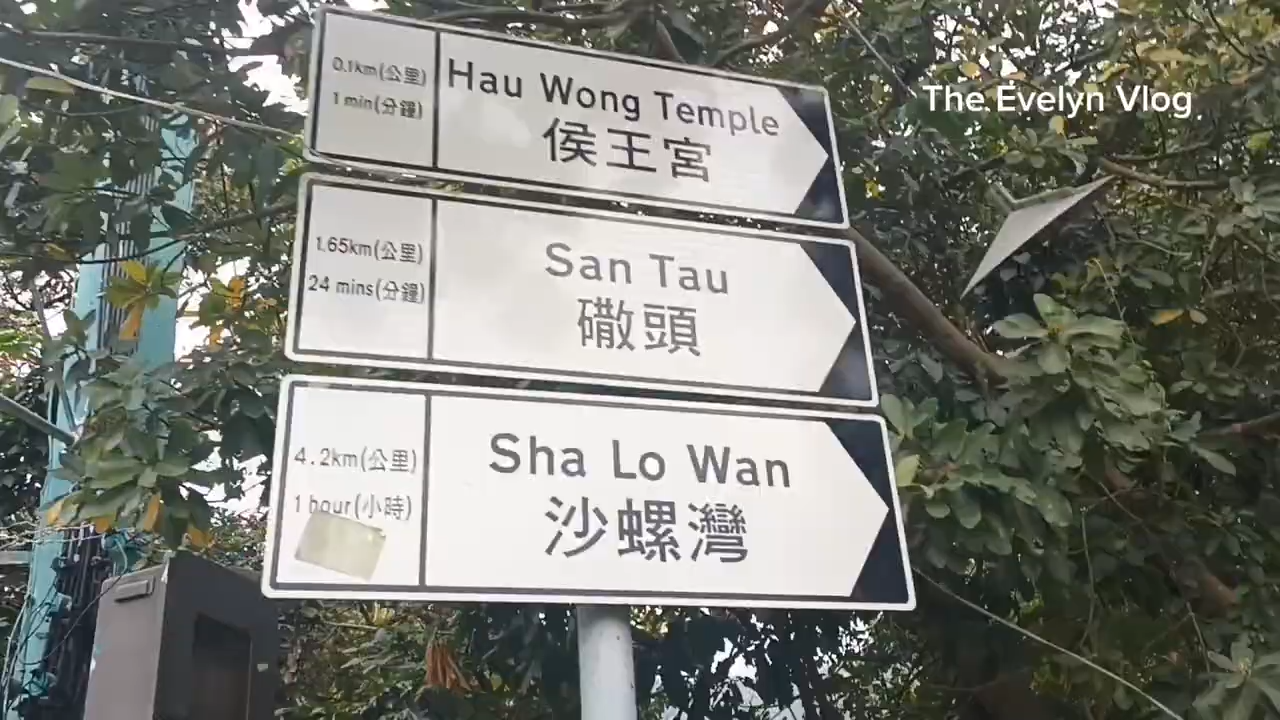 The Evelyn Vlog
0.1km(公里)
1 min(分鐘)
Hau Wong Temple
侯王宮
1.65km(公里)
24 mins(分鐘)
San Tau
䃟頭
4.2km(公里)
1 hour(小時)
Sha Lo Wan
沙螺灣